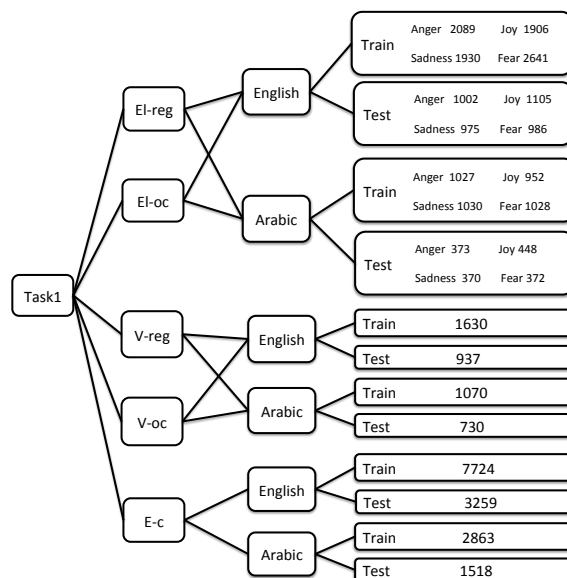 Task1
El-reg
El-oc
V-reg
V-oc
E-c
English
Arabic
English
Arabic
English
Arabic
Train
Anger 2089 Joy 1906
Sadness 1930 Fear 2641
Test
Anger 1002 Joy 1105
Sadness 975 Fear 986
Train
Anger 1027 Joy 952
Sadness 1030 Fear 1028
Test
Anger 373 Joy 448
Sadness 370 Fear 372
Train 1630
Test 937
Train 1070
Test 730
Train 7724
Test 3259
Train 2863
Test 1518